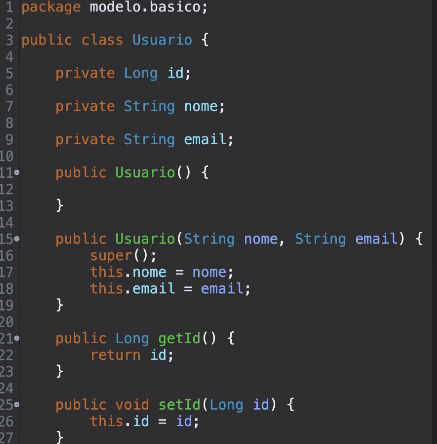 1 package modelo.basico;
2
3 public class Usuario {
4
5     private Long id;
6
7     private String nome;
8
9     private String email;
10
11     public Usuario() {
12
13     }
14
15     public Usuario(String nome, String email) {
16         super();
17         this.nome = nome;
18         this.email = email;
19     }
20
21     public Long getId() {
22         return id;
23     }
24
25     public void setId(Long id) {
26         this.id = id;
27     }